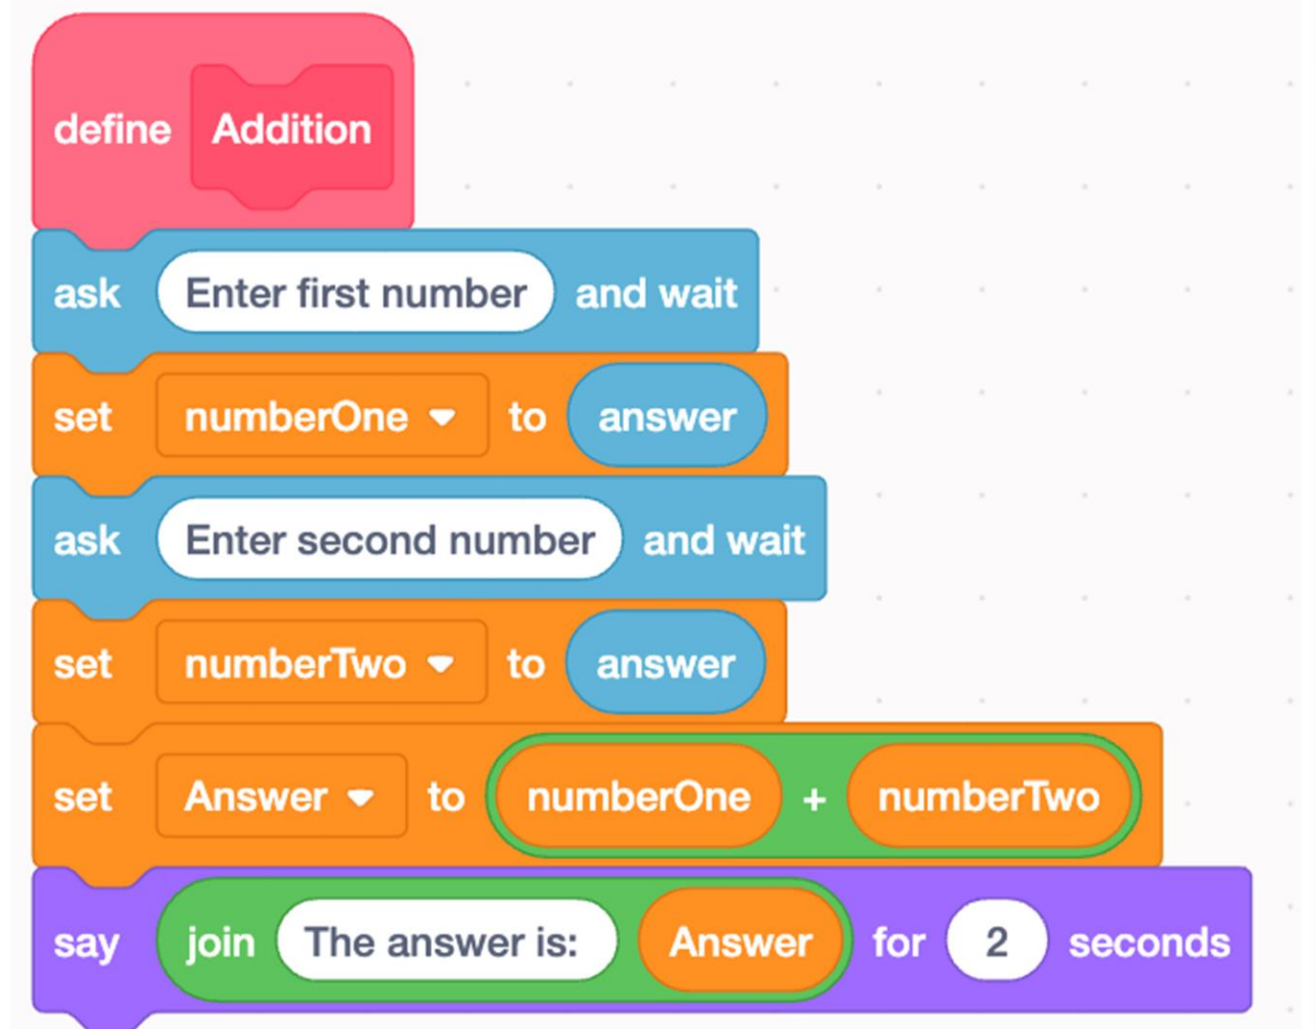 define Addition
ask Enter first number and wait
set numberOne to answer
ask Enter second number and wait
set numberTwo to answer
set Answer to numberOne + numberTwo
say join The answer is: Answer for 2 seconds